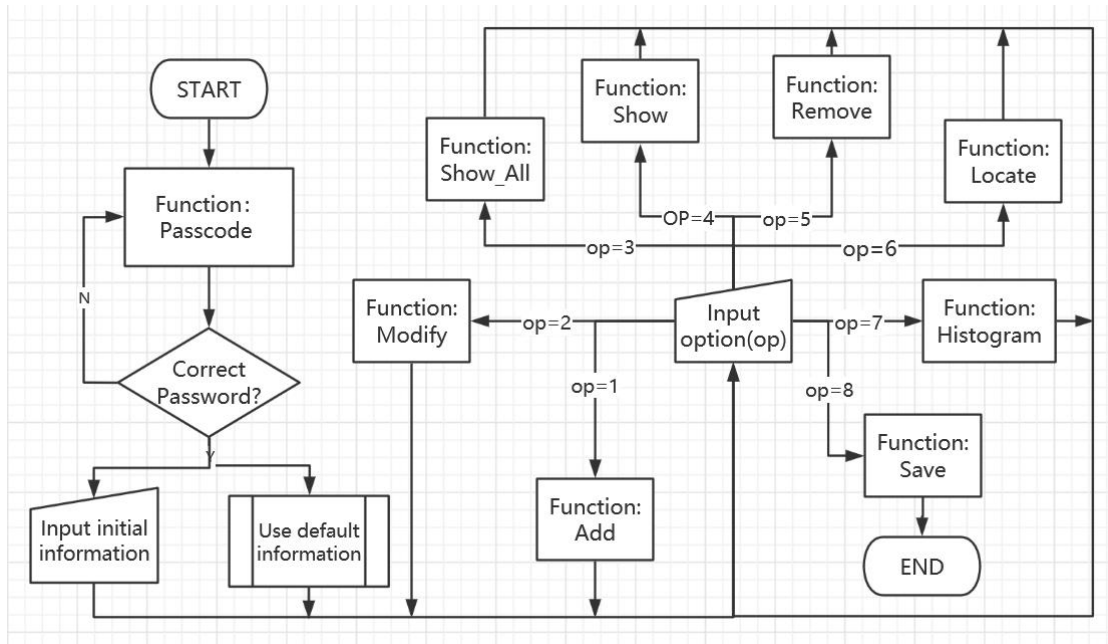 START
Function:
Passcode
N
Correct
Password?
Y
Input initial
information
Use default
information
Function:
Show_All
Function:
Show
Function:
Remove
Function:
Locate
OP=4
op=5
op=3
op=6
Function:
Modify
op=2
Input
option(op)
op=7
Function:
Histogram
op=1
op=8
Function:
Add
Function:
Save
END